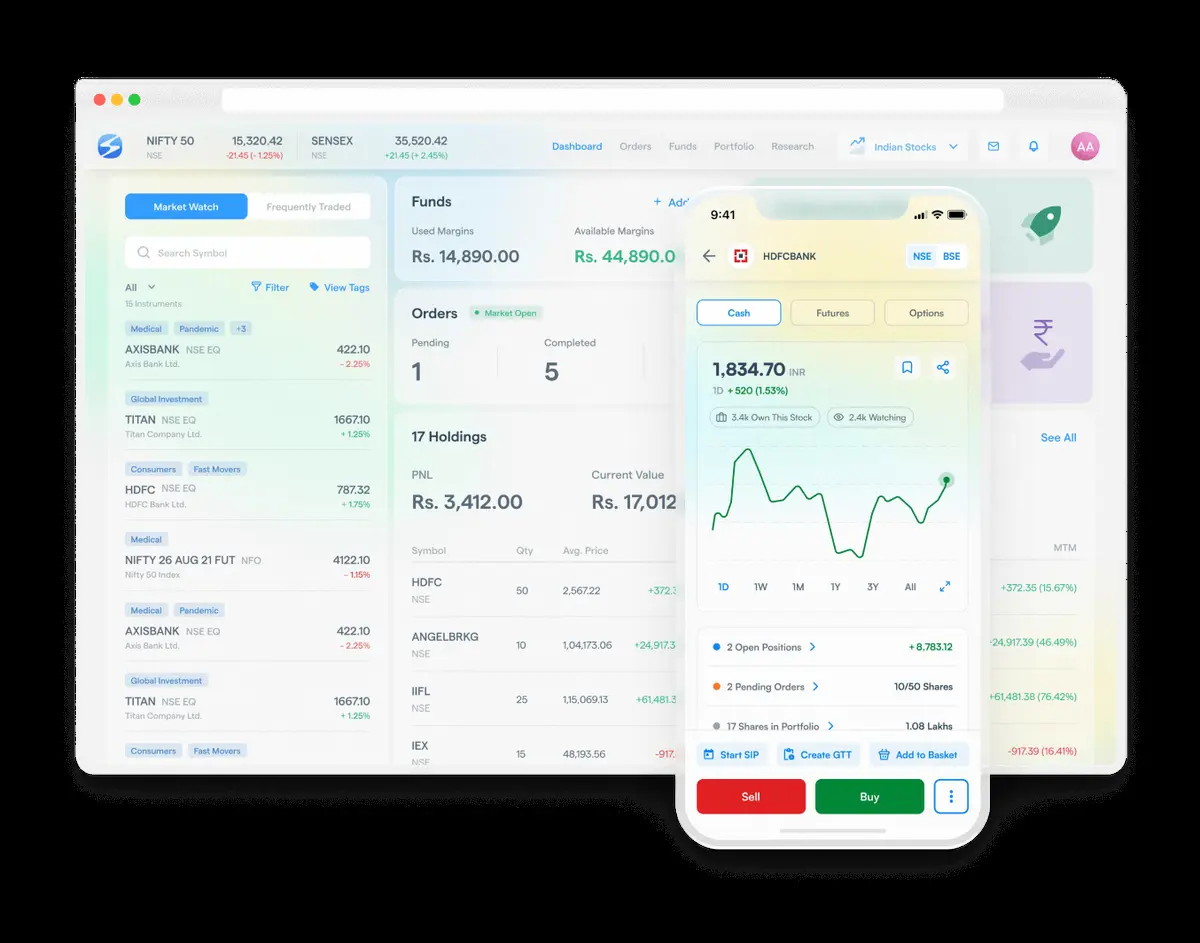 NIFTY 50 15,320.42
NSE -21.45 (- 1.25%)
SENSEX 35,520.42
NSE +21.45 (+ 2.45%)
Dashboard Orders Funds Portfolio Research
Indian Stocks
AA
Market Watch Frequently Traded
Search Symbol
All Filter View Tags
15 Instruments
Medical Pandemic +3
AXISBANK NSE EQ 422.10
Axis Bank Ltd. - 2.25%
Global Investment
TITAN NSE EQ 1667.10
Titan Company Ltd. + 1.25%
Consumers Fast Movers
HDFC NSE EQ 787.32
HDFC Bank Ltd. + 1.75%
Medical
NIFTY 26 AUG 21 FUT NFO 4122.10
Nifty 50 Index - 1.15%
Medical Pandemic
AXISBANK NSE EQ 422.10
Axis Bank Ltd. - 2.25%
Global Investment
TITAN NSE EQ 1667.10
Titan Company Ltd. + 1.25%
Consumers Fast Movers
Funds + Add
Used Margins Available Margins
Rs. 14,890.00 Rs. 44,890.0
Orders Market Open
Pending Completed
1 5
17 Holdings
See All
PNL Current Value
Rs. 3,412.00 Rs. 17,012
Symbol Qty Avg. Price MTM
HDFC 50 2,567.22 +372.3 +372.35 (15.67%)
NSE
ANGELBRKG 10 1,04,173.06 +24,917.3 24,917.39 (46.49%)
NSE
IIFL 25 1,15,069.13 +61,481.3 +61,481.38 (76.42%)
NSE
IEX 15 48,193.56 -917. -917.39 (16.41%)
NSE
9:41
HDFCBANK NSE BSE
Cash Futures Options
1,834.70 INR
1D + 520 (1.53%)
3.4k Own This Stock 2.4k Watching
1D 1W 1M 1Y 3Y All
2 Open Positions + 8,783.12
2 Pending Orders 10/50 Shares
17 Shares in Portfolio 1.08 Lakhs
Start SIP Create GTT Add to Basket
Sell Buy